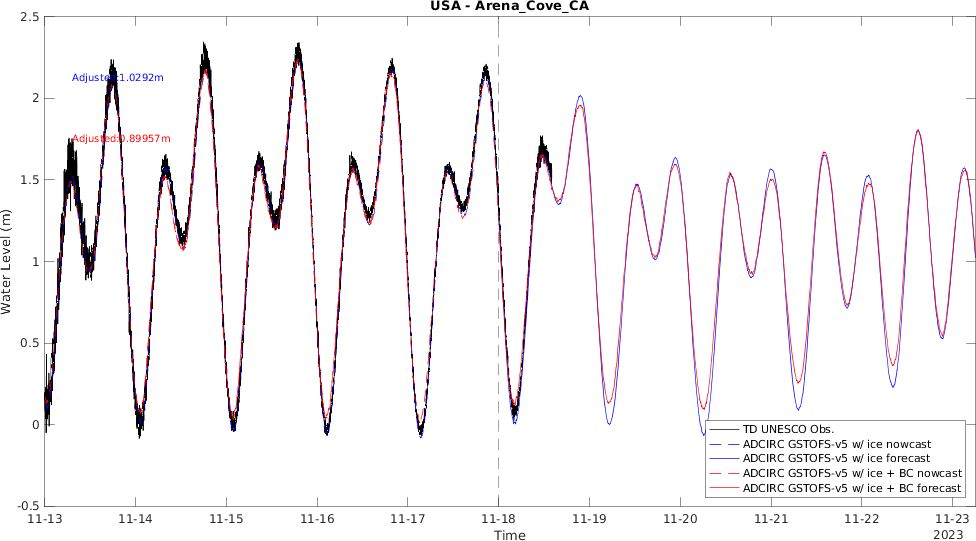 USA - Arena_Cove_CA
2.5
2
1.5
1
0.5
0
-0.5
Water Level (m)
Adjusted:1.0292m
Adjusted:0.89957m
TD UNESCO Obs.
ADCIRC GSTOFS-v5 w/ ice nowcast
ADCIRC GSTOFS-v5 w/ ice forecast
ADCIRC GSTOFS-v5 w/ ice + BC nowcast
ADCIRC GSTOFS-v5 w/ ice + BC forecast
11-13 11-14 11-15 11-16 11-17 11-18 11-19 11-20 11-21 11-22 11-23
Time
2023